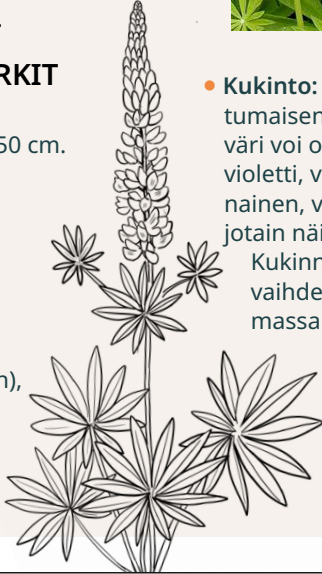 RKIT
50 cm.
n),
Kukinto:
tumaisen
väri voi o
violetti, v
nainen, v
jotain näi
Kukinn
vaihde
massa